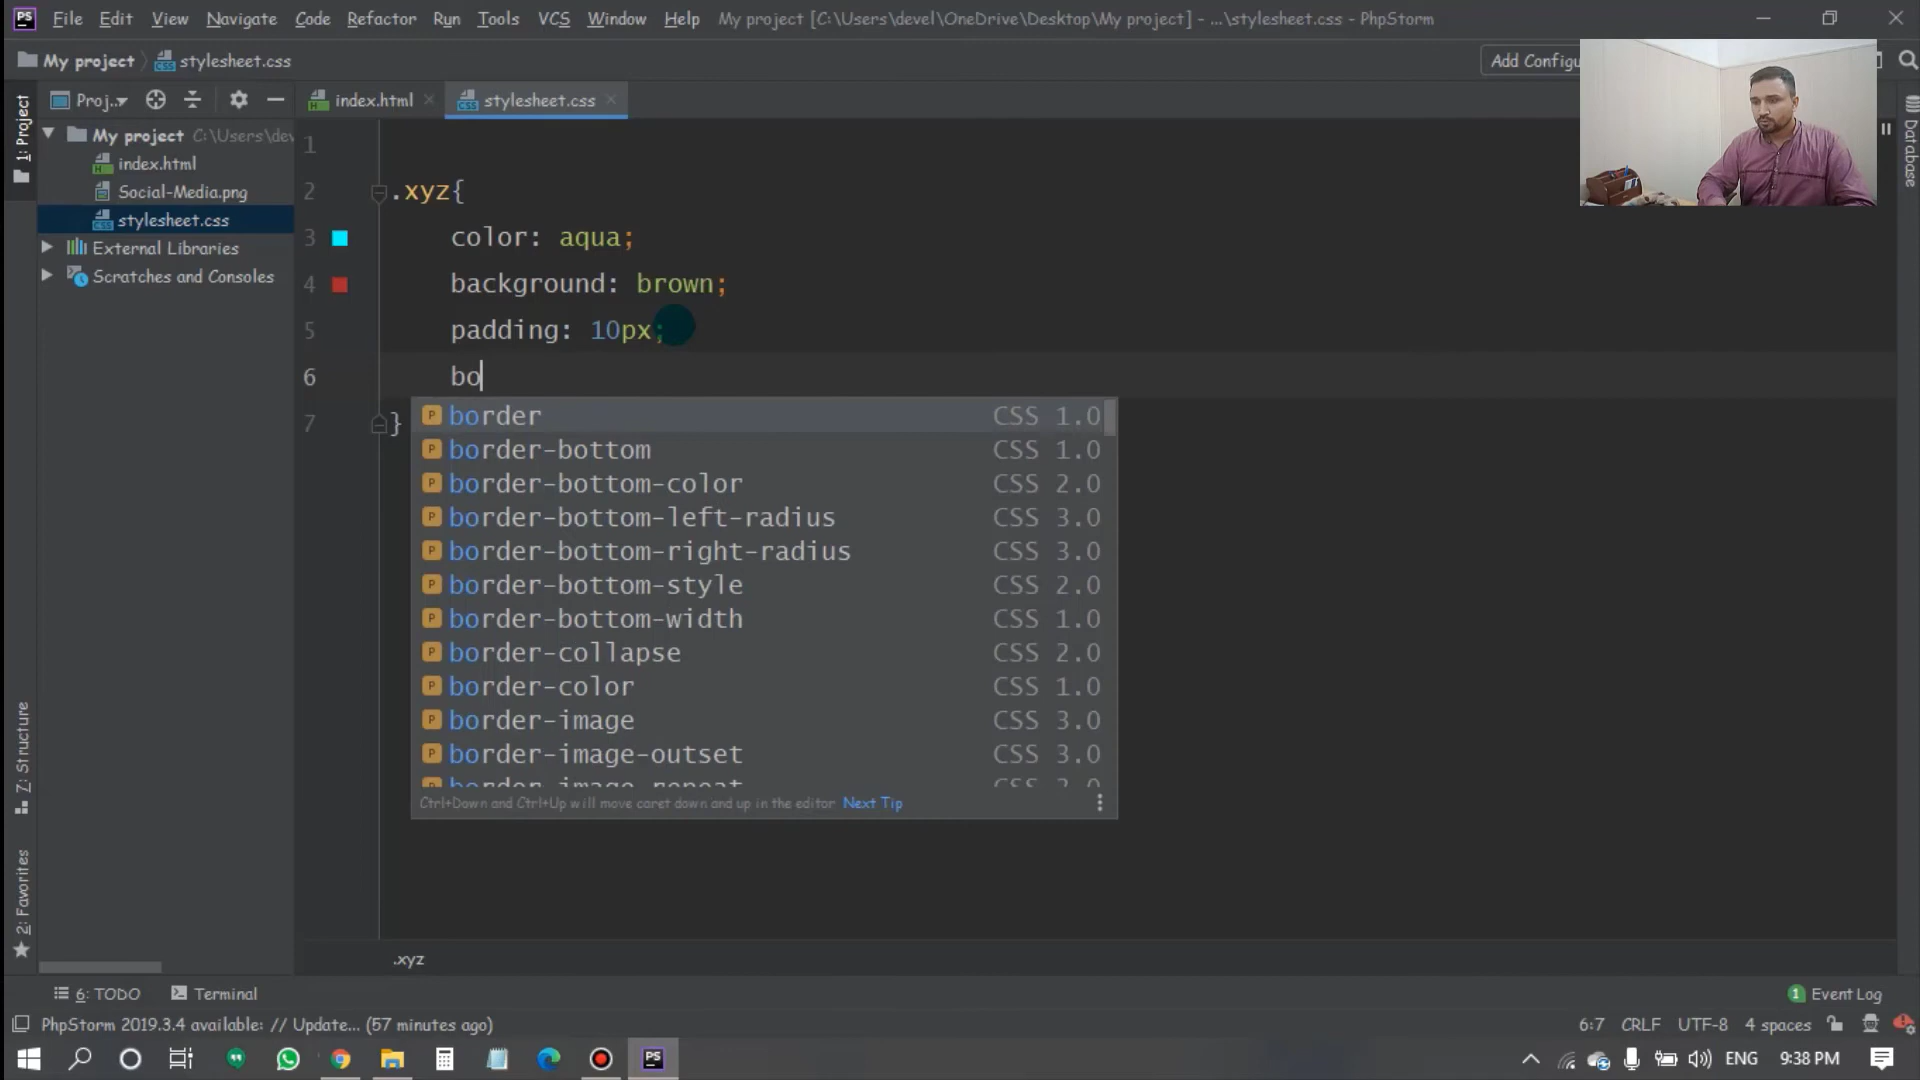 PS File Edit View Navigate Code Refactor Run Tools VCS Window Help My project [C:\Users\devel\OneDrive\Desktop\My project] - ...\stylesheet.css - PhpStorm
My project stylesheet.css Add Configu
Proj.. index.html stylesheet.css
1: Project
Database
My project C:\Users\dev
index.html
Social-Media.png
stylesheet.css
External Libraries
Scratches and Consoles
1
2 .xyz{
3 color: aqua;
4 background: brown;
5 padding: 10px;
6 bo
7 }
border CSS 1.0
border-bottom CSS 1.0
border-bottom-color CSS 2.0
border-bottom-left-radius CSS 3.0
border-bottom-right-radius CSS 3.0
border-bottom-style CSS 2.0
border-bottom-width CSS 1.0
border-collapse CSS 2.0
border-color CSS 1.0
border-image CSS 3.0
border-image-outset CSS 3.0
border-image-repeat
Ctrl+Down and Ctrl+Up will move caret down and up in the editor Next Tip
Z: Structure
2: Favorites
.xyz
6: TODO Terminal 1 Event Log
PhpStorm 2019.3.4 available: // Update... (57 minutes ago) 6:7 CRLF UTF-8 4 spaces
PS ENG 9:38 PM